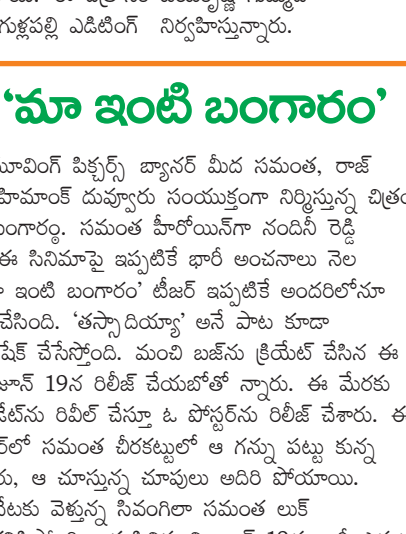 గుళ్లపల్లి ఎడిటింగ్ నిర్వహిస్తున్నారు.
‘మా ఇంటి బంగారం’
మూవింగ్ పిక్చర్స్ బ్యానర్ మీద సమంత, రాజ్
హిమాంక్ దువ్వూరు సంయుక్తంగా నిర్మిస్తున్న చిత్రం
బంగారం. సమంత హీరోయిన్‌గా నందినీ రెడ్డి
ఈ సినిమాపై ఇప్పటికే భారీ అంచనాలు నెల
ఇంటి బంగారం’ టీజర్ ఇప్పటికే అందరిలోనూ
చేసింది. ‘తస్సాదియ్యా’ అనే పాట కూడా
షేక్ చేసేస్తోంది. మంచి బజ్‌ను క్రియేట్ చేసిన ఈ
జూన్ 19న రిలీజ్ చేయబోతో న్నారు. ఈ మేరకు
డేట్‌ను రివీల్ చేస్తూ ఓ పోస్టర్‌ను రిలీజ్ చేశారు. ఈ
ర్‌లో సమంత చీరకట్టులో ఆ గన్ను పట్టు కున్న
రు, ఆ చూస్తున్న చూపులు అదిరి పోయాయి.
వేటకు వెళ్తున్న సివంగిలా సమంత లుక్